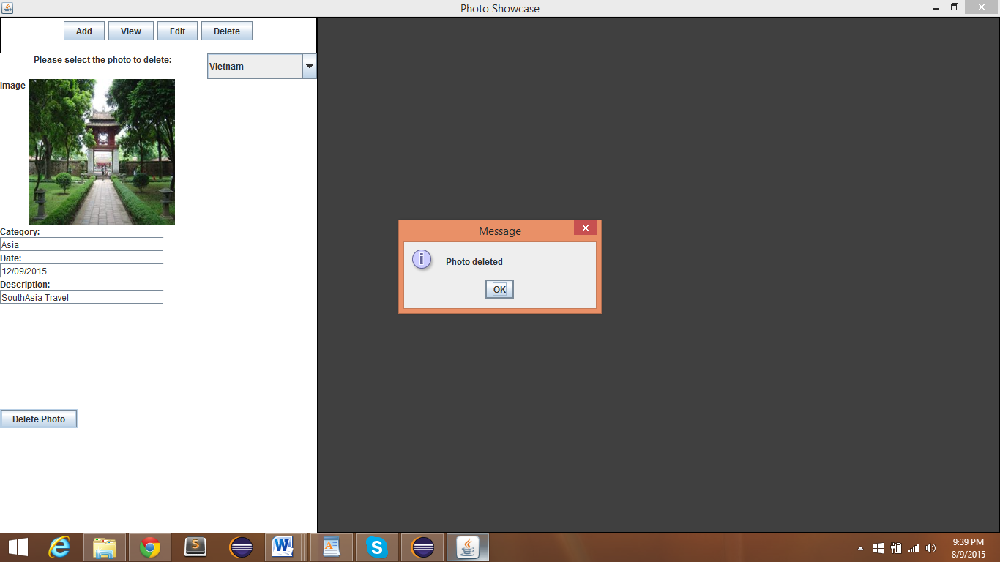 Photo Showcase
Add View Edit Delete
Please select the photo to delete:
Vietnam
Image
Category:
Asia
Date:
12/09/2015
Description:
SouthAsia Travel
Delete Photo
Message
i
Photo deleted
OK
9:39 PM
8/9/2015